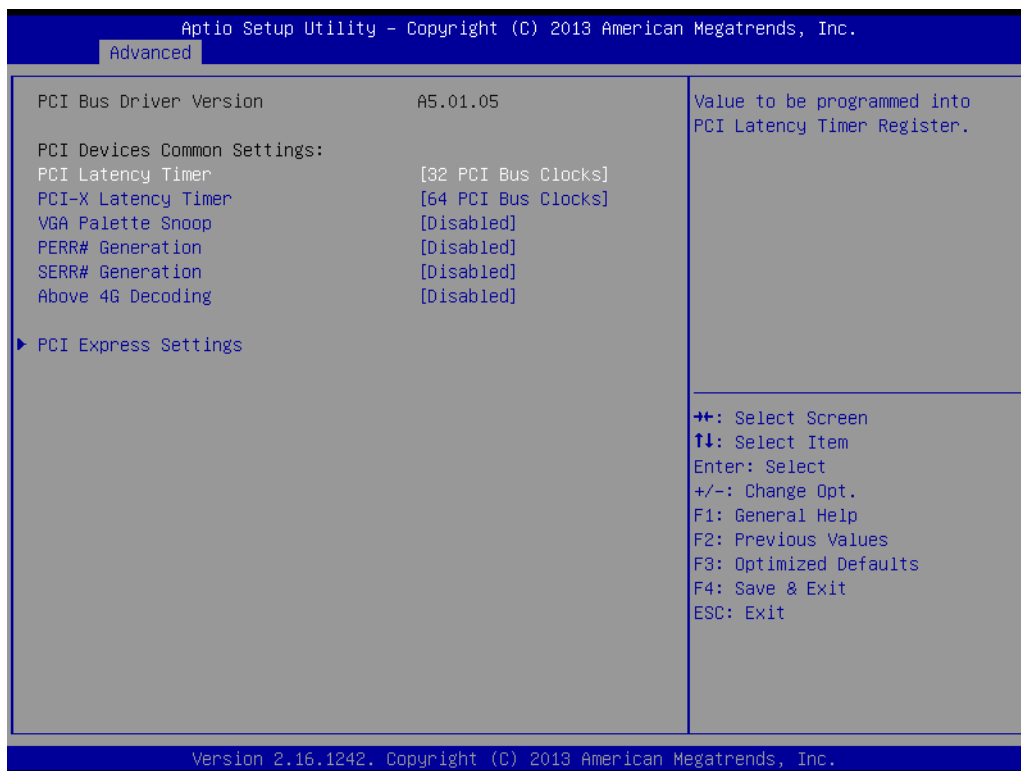 Aptio Setup Utility – Copyright (C) 2013 American Megatrends, Inc.
Advanced
PCI Bus Driver Version A5.01.05
PCI Devices Common Settings:
PCI Latency Timer [32 PCI Bus Clocks]
PCI-X Latency Timer [64 PCI Bus Clocks]
VGA Palette Snoop [Disabled]
PERR# Generation [Disabled]
SERR# Generation [Disabled]
Above 4G Decoding [Disabled]
PCI Express Settings
Value to be programmed into
PCI Latency Timer Register.
→←: Select Screen
↑↓: Select Item
Enter: Select
+/-: Change Opt.
F1: General Help
F2: Previous Values
F3: Optimized Defaults
F4: Save & Exit
ESC: Exit
Version 2.16.1242. Copyright (C) 2013 American Megatrends, Inc.